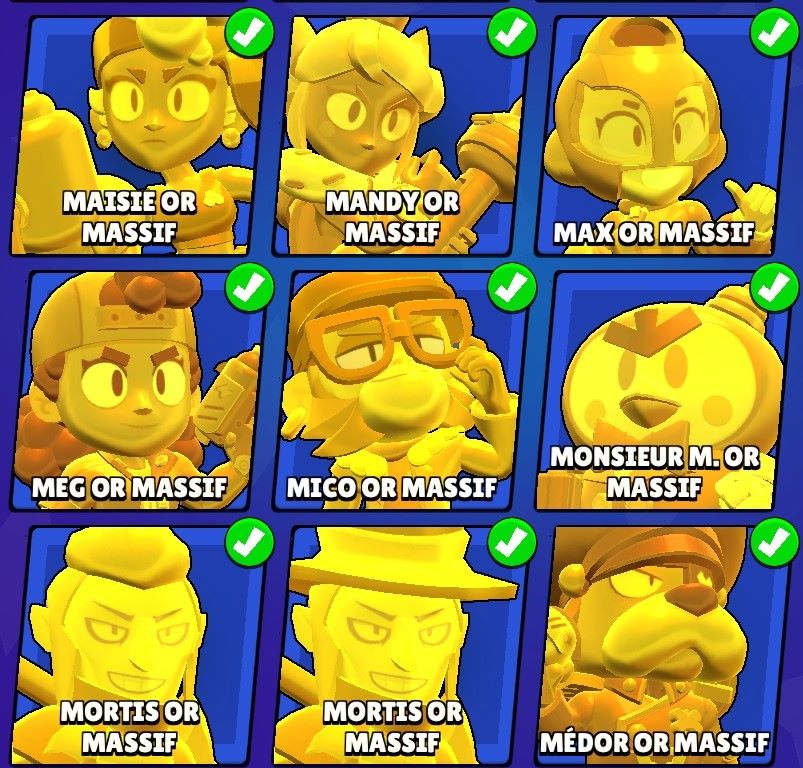 MAISIE OR
MASSIF
MANDY OR
MASSIF
MAX OR MASSIF
MEG OR MASSIF
MICO OR MASSIF
MONSIEUR M. OR
MASSIF
MORTIS OR
MASSIF
MORTIS OR
MASSIF
MÉDOR OR MASSIF